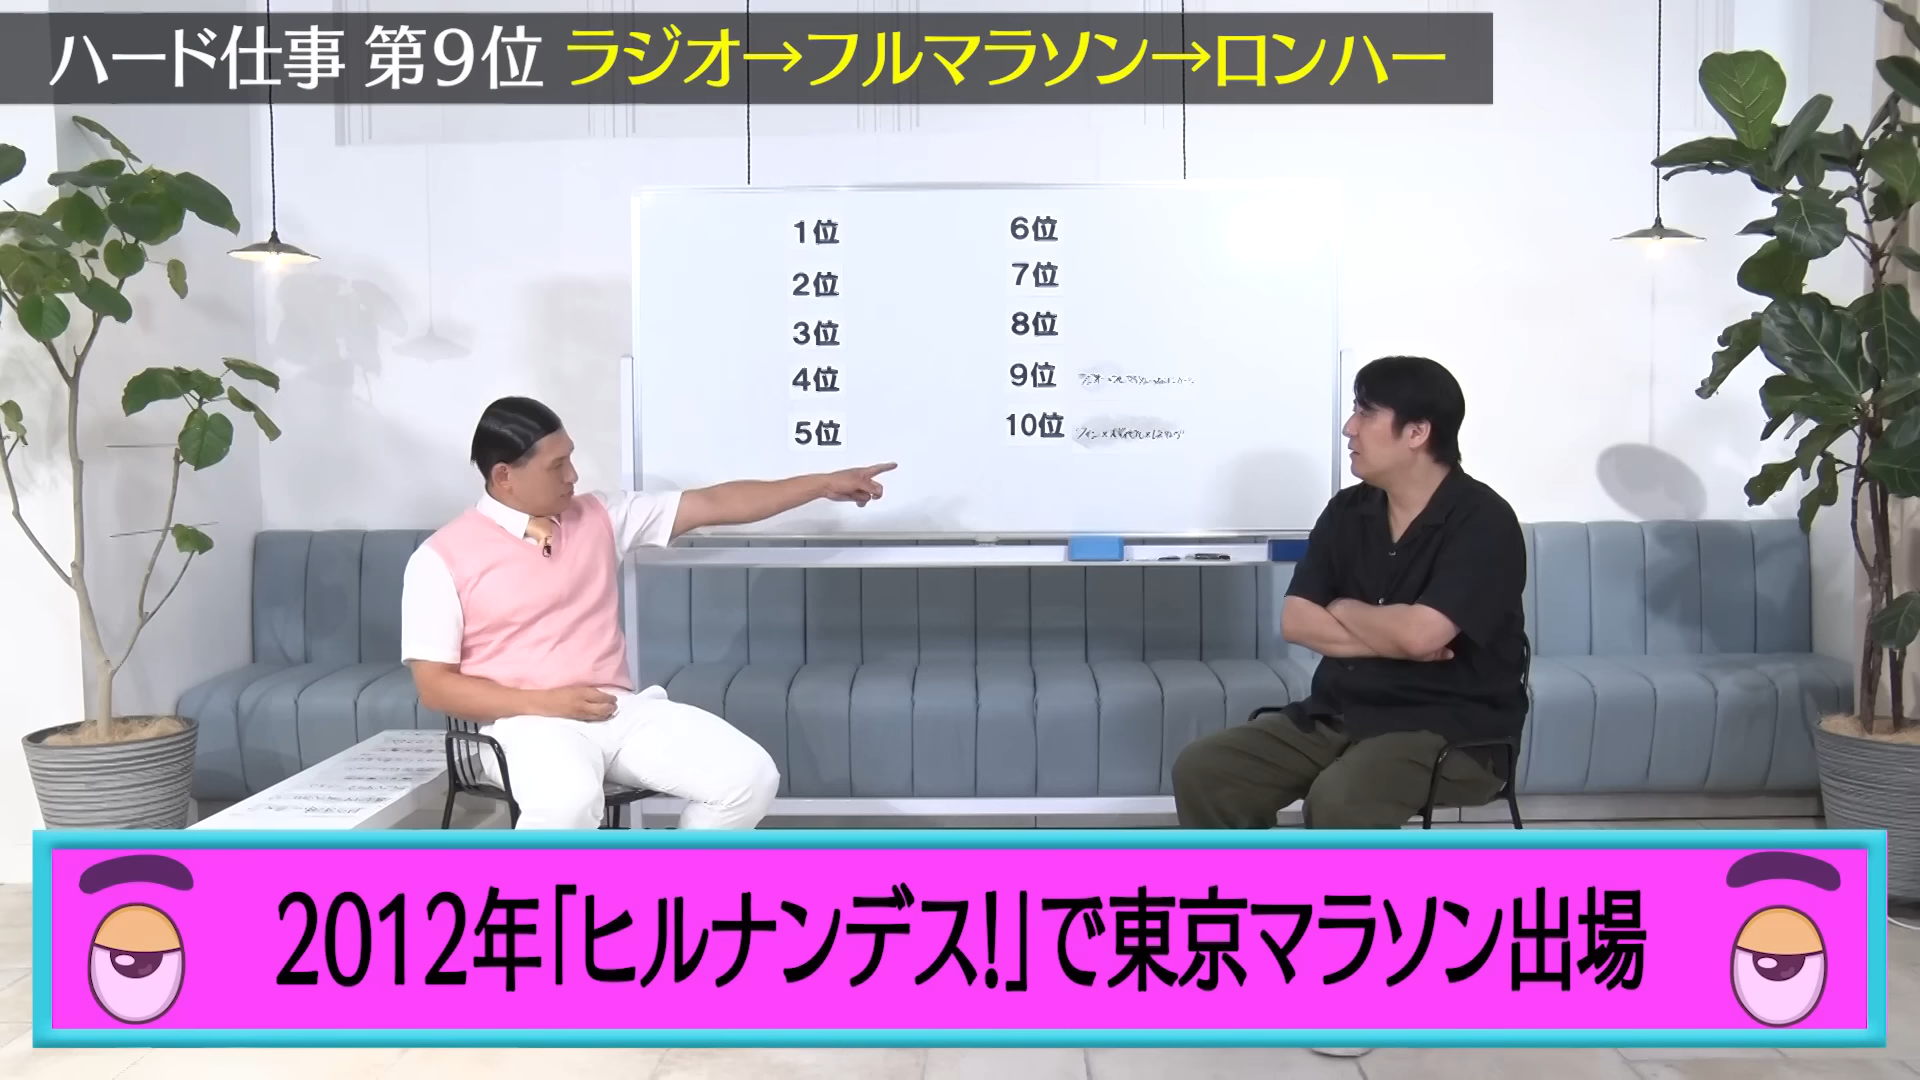 ハード仕事 第9位 ラジオ→フルマラソン→ロンハー
1位
2位
3位
4位
5位
6位
7位
8位
9位
10位
2012年「ヒルナンデス!」で東京マラソン出場